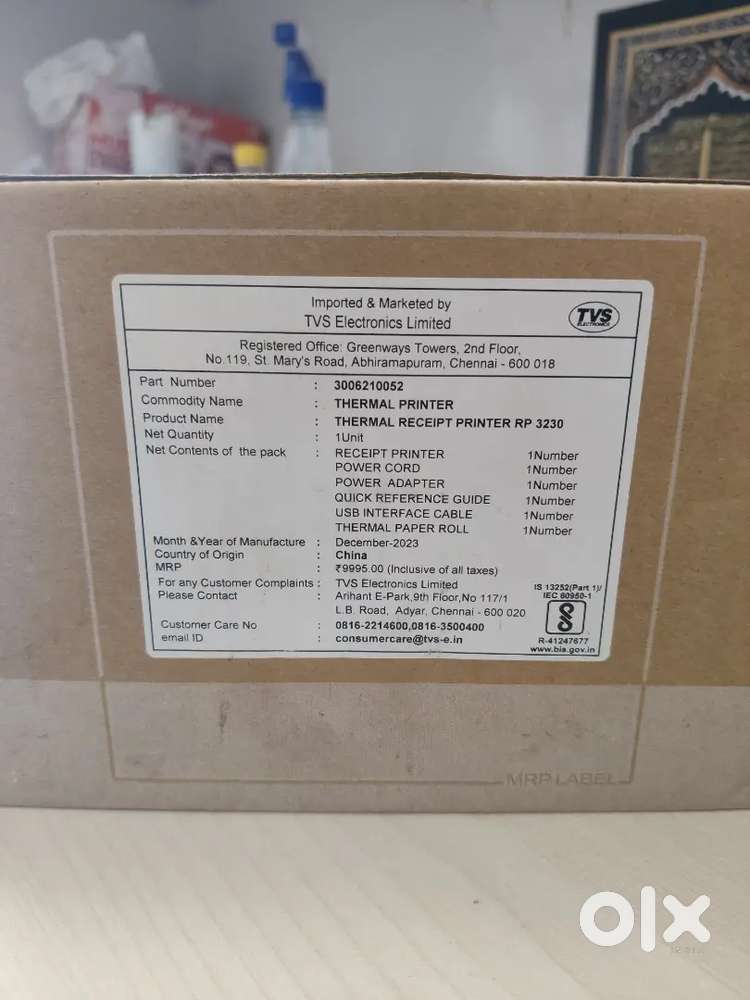 Imported & Marketed by
TVS Electronics Limited
TVS
ELECTRONICS
Registered Office: Greenways Towers, 2nd Floor,
No.119, St. Mary's Road, Abhiramapuram, Chennai - 600 018
Part Number : 3006210052
Commodity Name : THERMAL PRINTER
Product Name : THERMAL RECEIPT PRINTER RP 3230
Net Quantity : 1Unit
Net Contents of the pack : RECEIPT PRINTER 1Number
POWER CORD 1Number
POWER ADAPTER 1Number
QUICK REFERENCE GUIDE 1Number
USB INTERFACE CABLE 1Number
THERMAL PAPER ROLL 1Number
Month &Year of Manufacture : December-2023
Country of Origin : China
MRP : ₹9995.00 (Inclusive of all taxes)
For any Customer Complaints : TVS Electronics Limited
Please Contact : Arihant E-Park,9th Floor,No 117/1
L.B. Road, Adyar, Chennai - 600 020
Customer Care No : 0816-2214600,0816-3500400
email ID : consumercare@tvs-e.in
IS 13252(Part 1)/
IEC 60950-1
R-41247677
www.bis.gov.in
MRP LABEL
olx